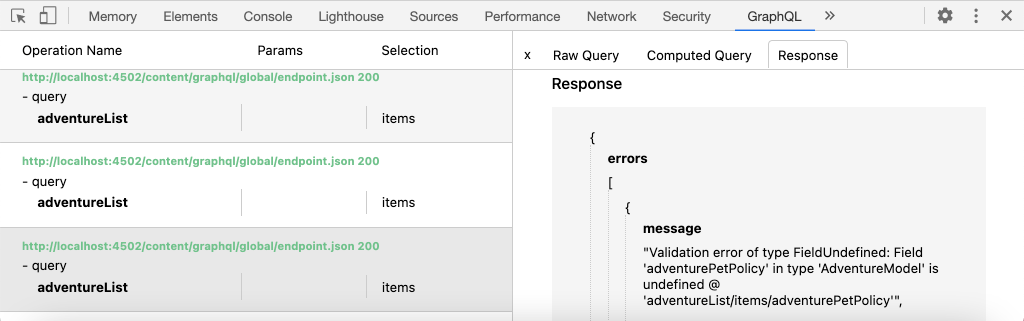 Memory Elements Console Lighthouse Sources Performance Network Security GraphQL »
Operation Name Params Selection
http://localhost:4502/content/graphql/global/endpoint.json 200
- query
adventureList items
http://localhost:4502/content/graphql/global/endpoint.json 200
- query
adventureList items
http://localhost:4502/content/graphql/global/endpoint.json 200
- query
adventureList items
x Raw Query Computed Query Response
Response
{
errors
[
{
message
"Validation error of type FieldUndefined: Field
'adventurePetPolicy' in type 'AdventureModel' is
undefined @
'adventureList/items/adventurePetPolicy'",